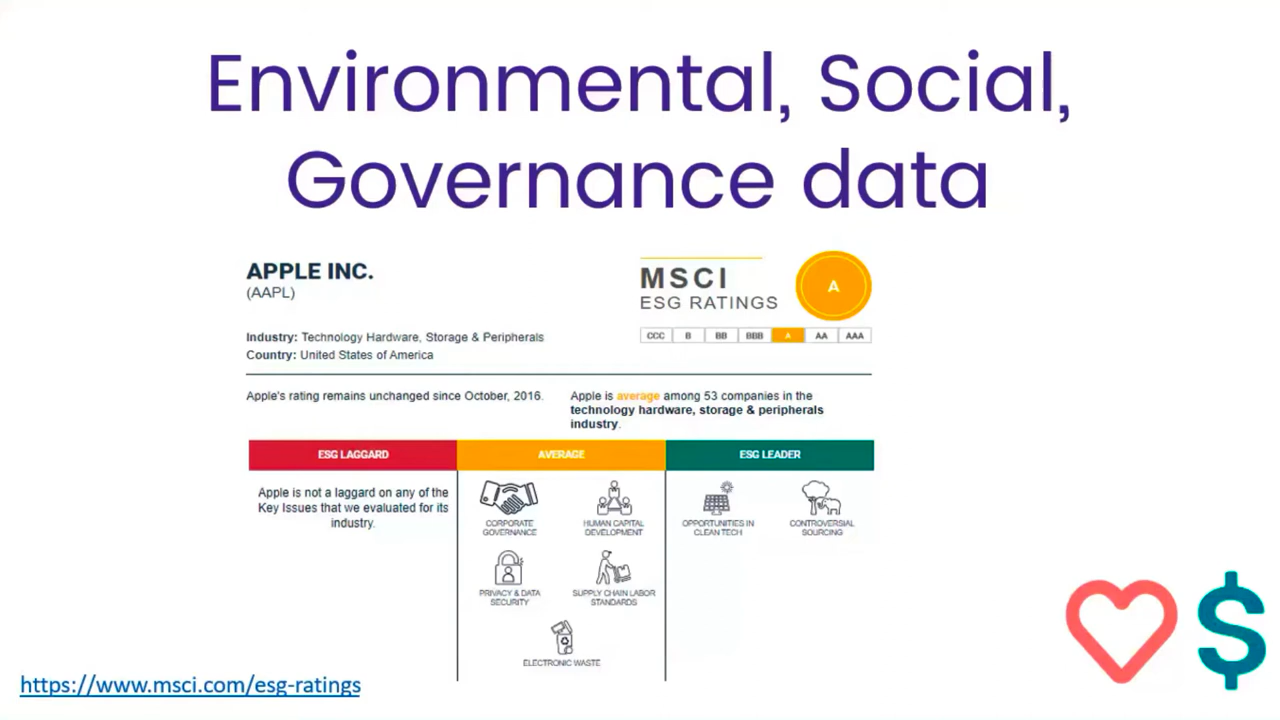 Environmental, Social,
Governance data
APPLE INC.
(AAPL)
MSCI
ESG RATINGS
A
CCC B BB BBB A AA AAA
Industry: Technology Hardware, Storage & Peripherals
Country: United States of America
Apple's rating remains unchanged since October, 2016.
Apple is average among 53 companies in the
technology hardware, storage & peripherals
industry.
ESG LAGGARD
AVERAGE
ESG LEADER
Apple is not a laggard on any of the
Key Issues that we evaluated for its
industry.
CORPORATE
GOVERNANCE
HUMAN CAPITAL
DEVELOPMENT
PRIVACY & DATA
SECURITY
SUPPLY CHAIN LABOR
STANDARDS
ELECTRONIC WASTE
OPPORTUNITIES IN
CLEAN TECH
CONTROVERSIAL
SOURCING
$
https://www.msci.com/esg-ratings